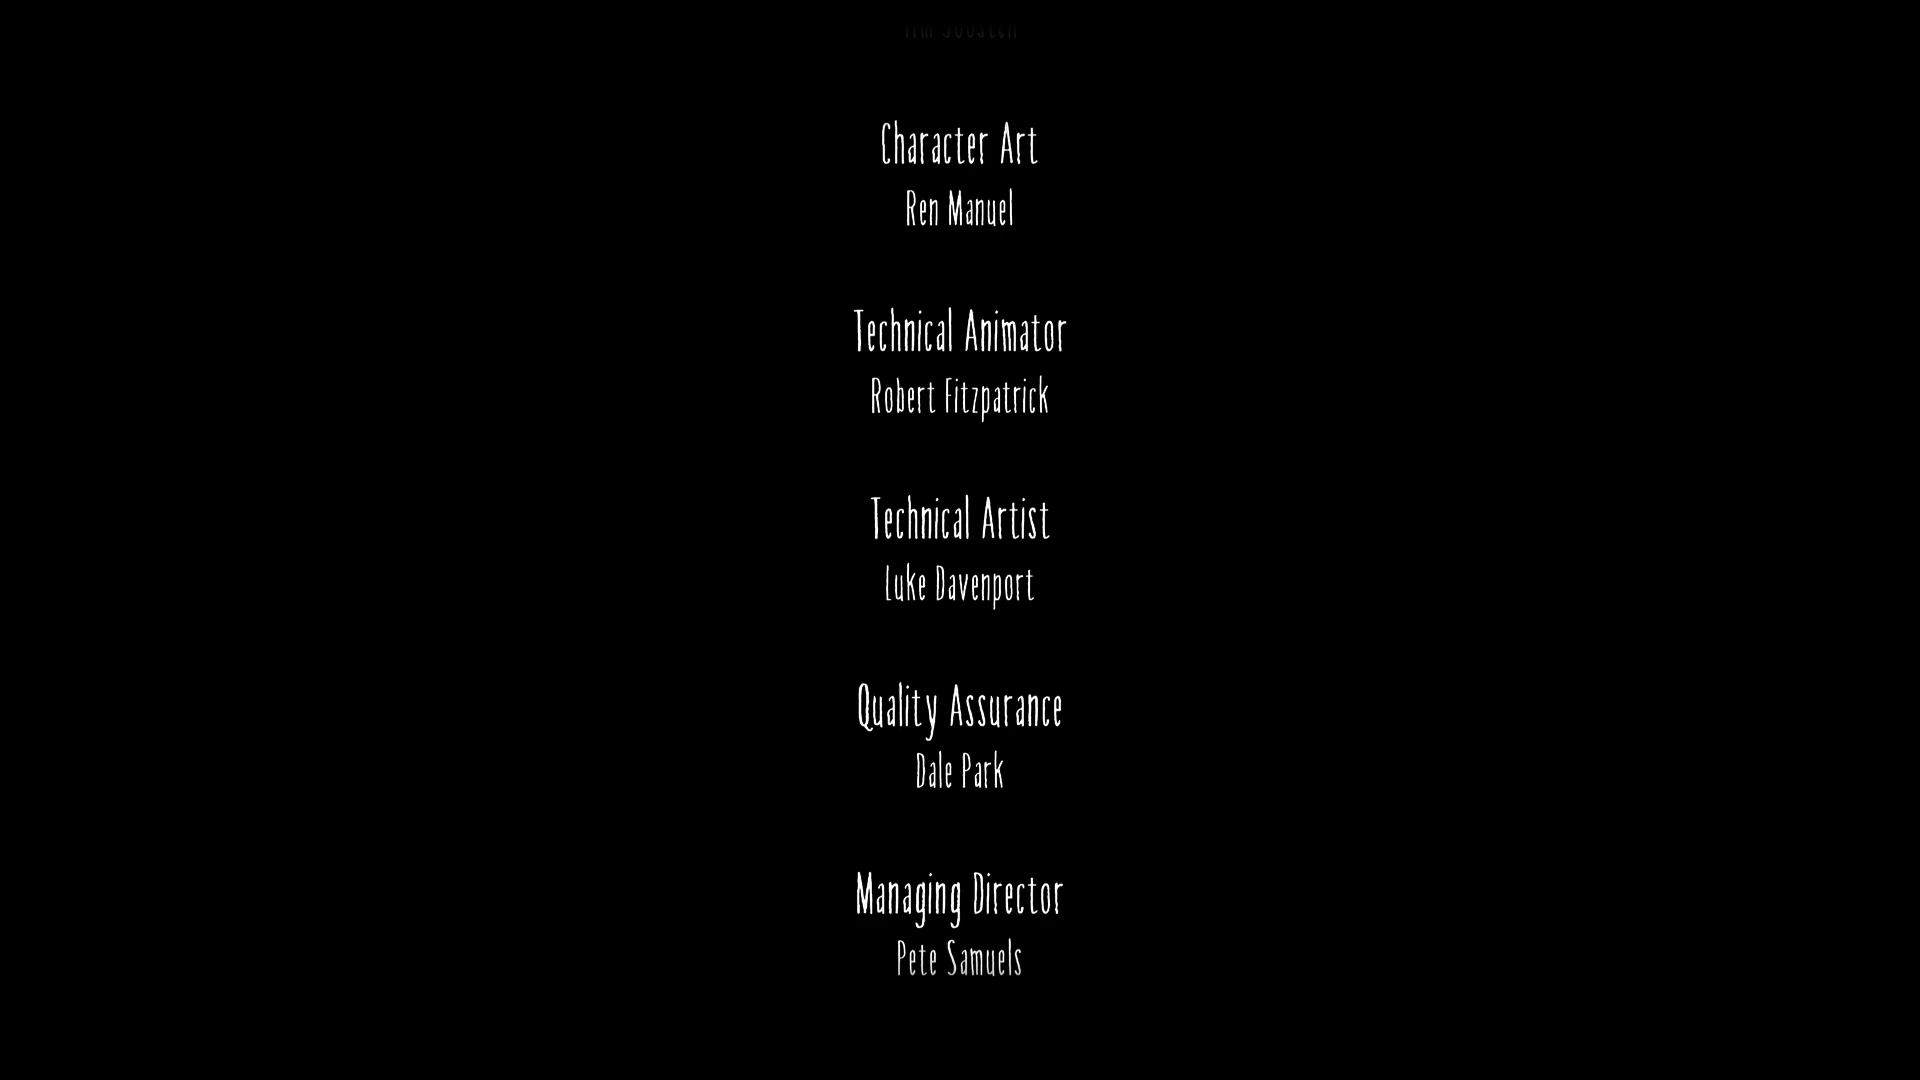 Character Art
Ren Manuel
Technical Animator
Robert Fitzpatrick
Technical Artist
Luke Davenport
Quality Assurance
Dale Park
Managing Director
Pete Samuels